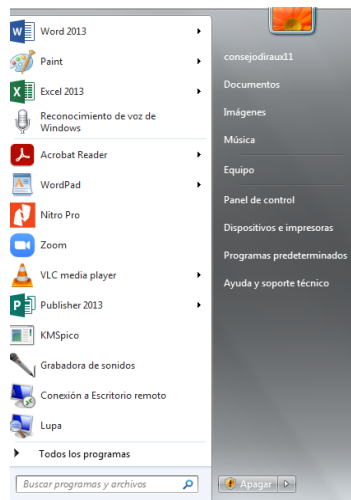 Word 2013
Paint
Excel 2013
Reconocimiento de voz de
Windows
Acrobat Reader
WordPad
Nitro Pro
Zoom
VLC media player
Publisher 2013
KMSpico
Grabadora de sonidos
Conexión a Escritorio remoto
Lupa
Todos los programas
Buscar programas y archivos
consejodiraux11
Documentos
Imágenes
Música
Equipo
Panel de control
Dispositivos e impresoras
Programas predeterminados
Ayuda y soporte técnico
Apagar